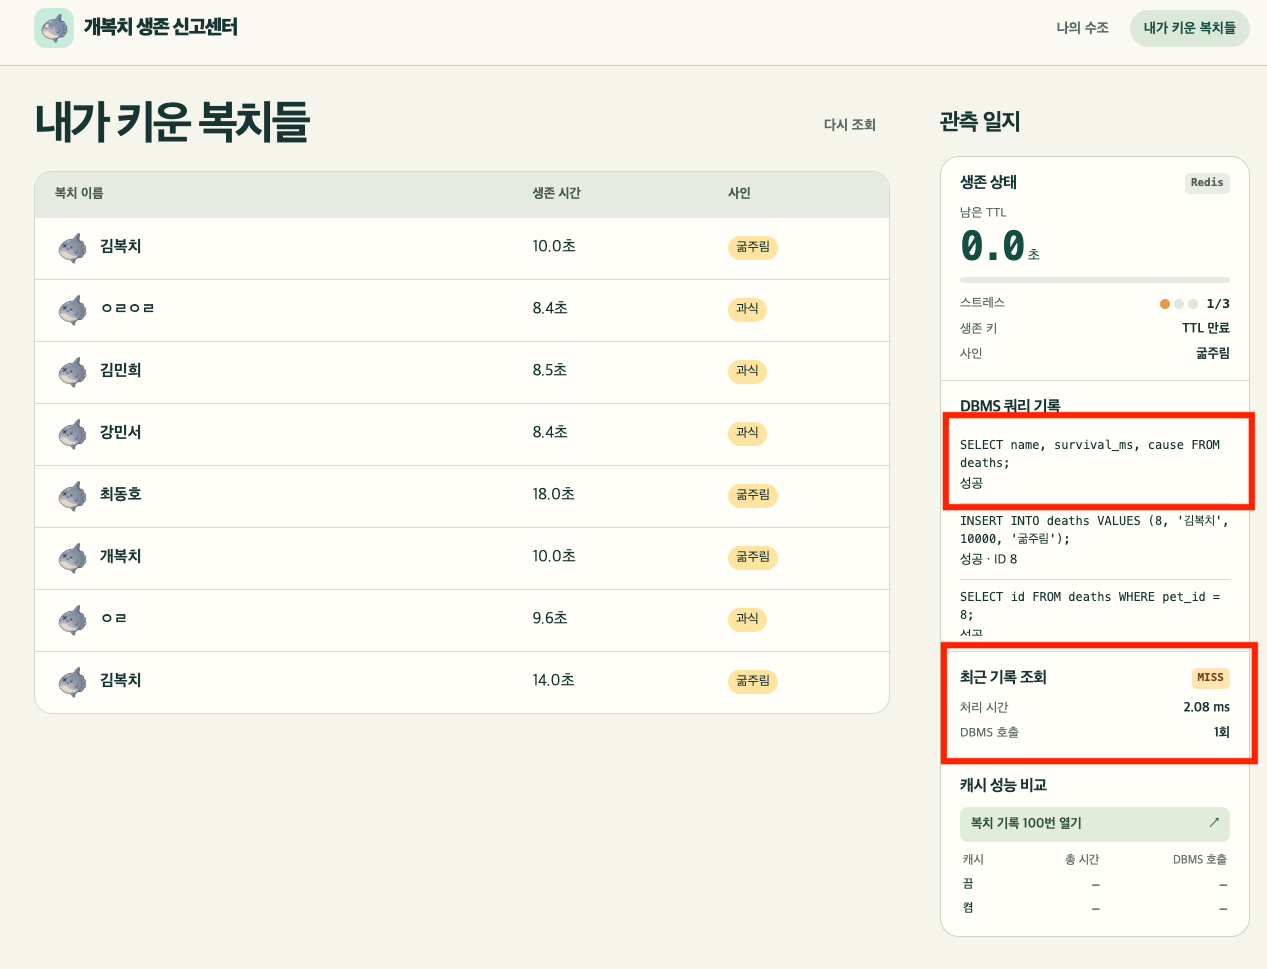 개복치 생존 신고센터
나의 수조
내가 키운 복치들
내가 키운 복치들
다시 조회
복치 이름 생존 시간 사인
김복치 10.0초 굶주림
ㅇㄹㅇㄹ 8.4초 과식
김민희 8.5초 과식
강민서 8.4초 과식
최동호 18.0초 굶주림
개복치 10.0초 굶주림
ㅇㄹ 9.6초 과식
김복치 14.0초 굶주림
관측 일지
생존 상태 Redis
남은 TTL
0.0초
스트레스 1/3
생존 키 TTL 만료
사인 굶주림
DBMS 쿼리 기록
SELECT name, survival_ms, cause FROM
deaths;
성공
INSERT INTO deaths VALUES (8, '김복치',
10000, '굶주림');
성공 · ID 8
SELECT id FROM deaths WHERE pet_id =
8;
성공
최근 기록 조회 MISS
처리 시간 2.08 ms
DBMS 호출 1회
캐시 성능 비교
복치 기록 100번 열기 ↗
캐시 총 시간 DBMS 호출
끔 – –
켬 – –